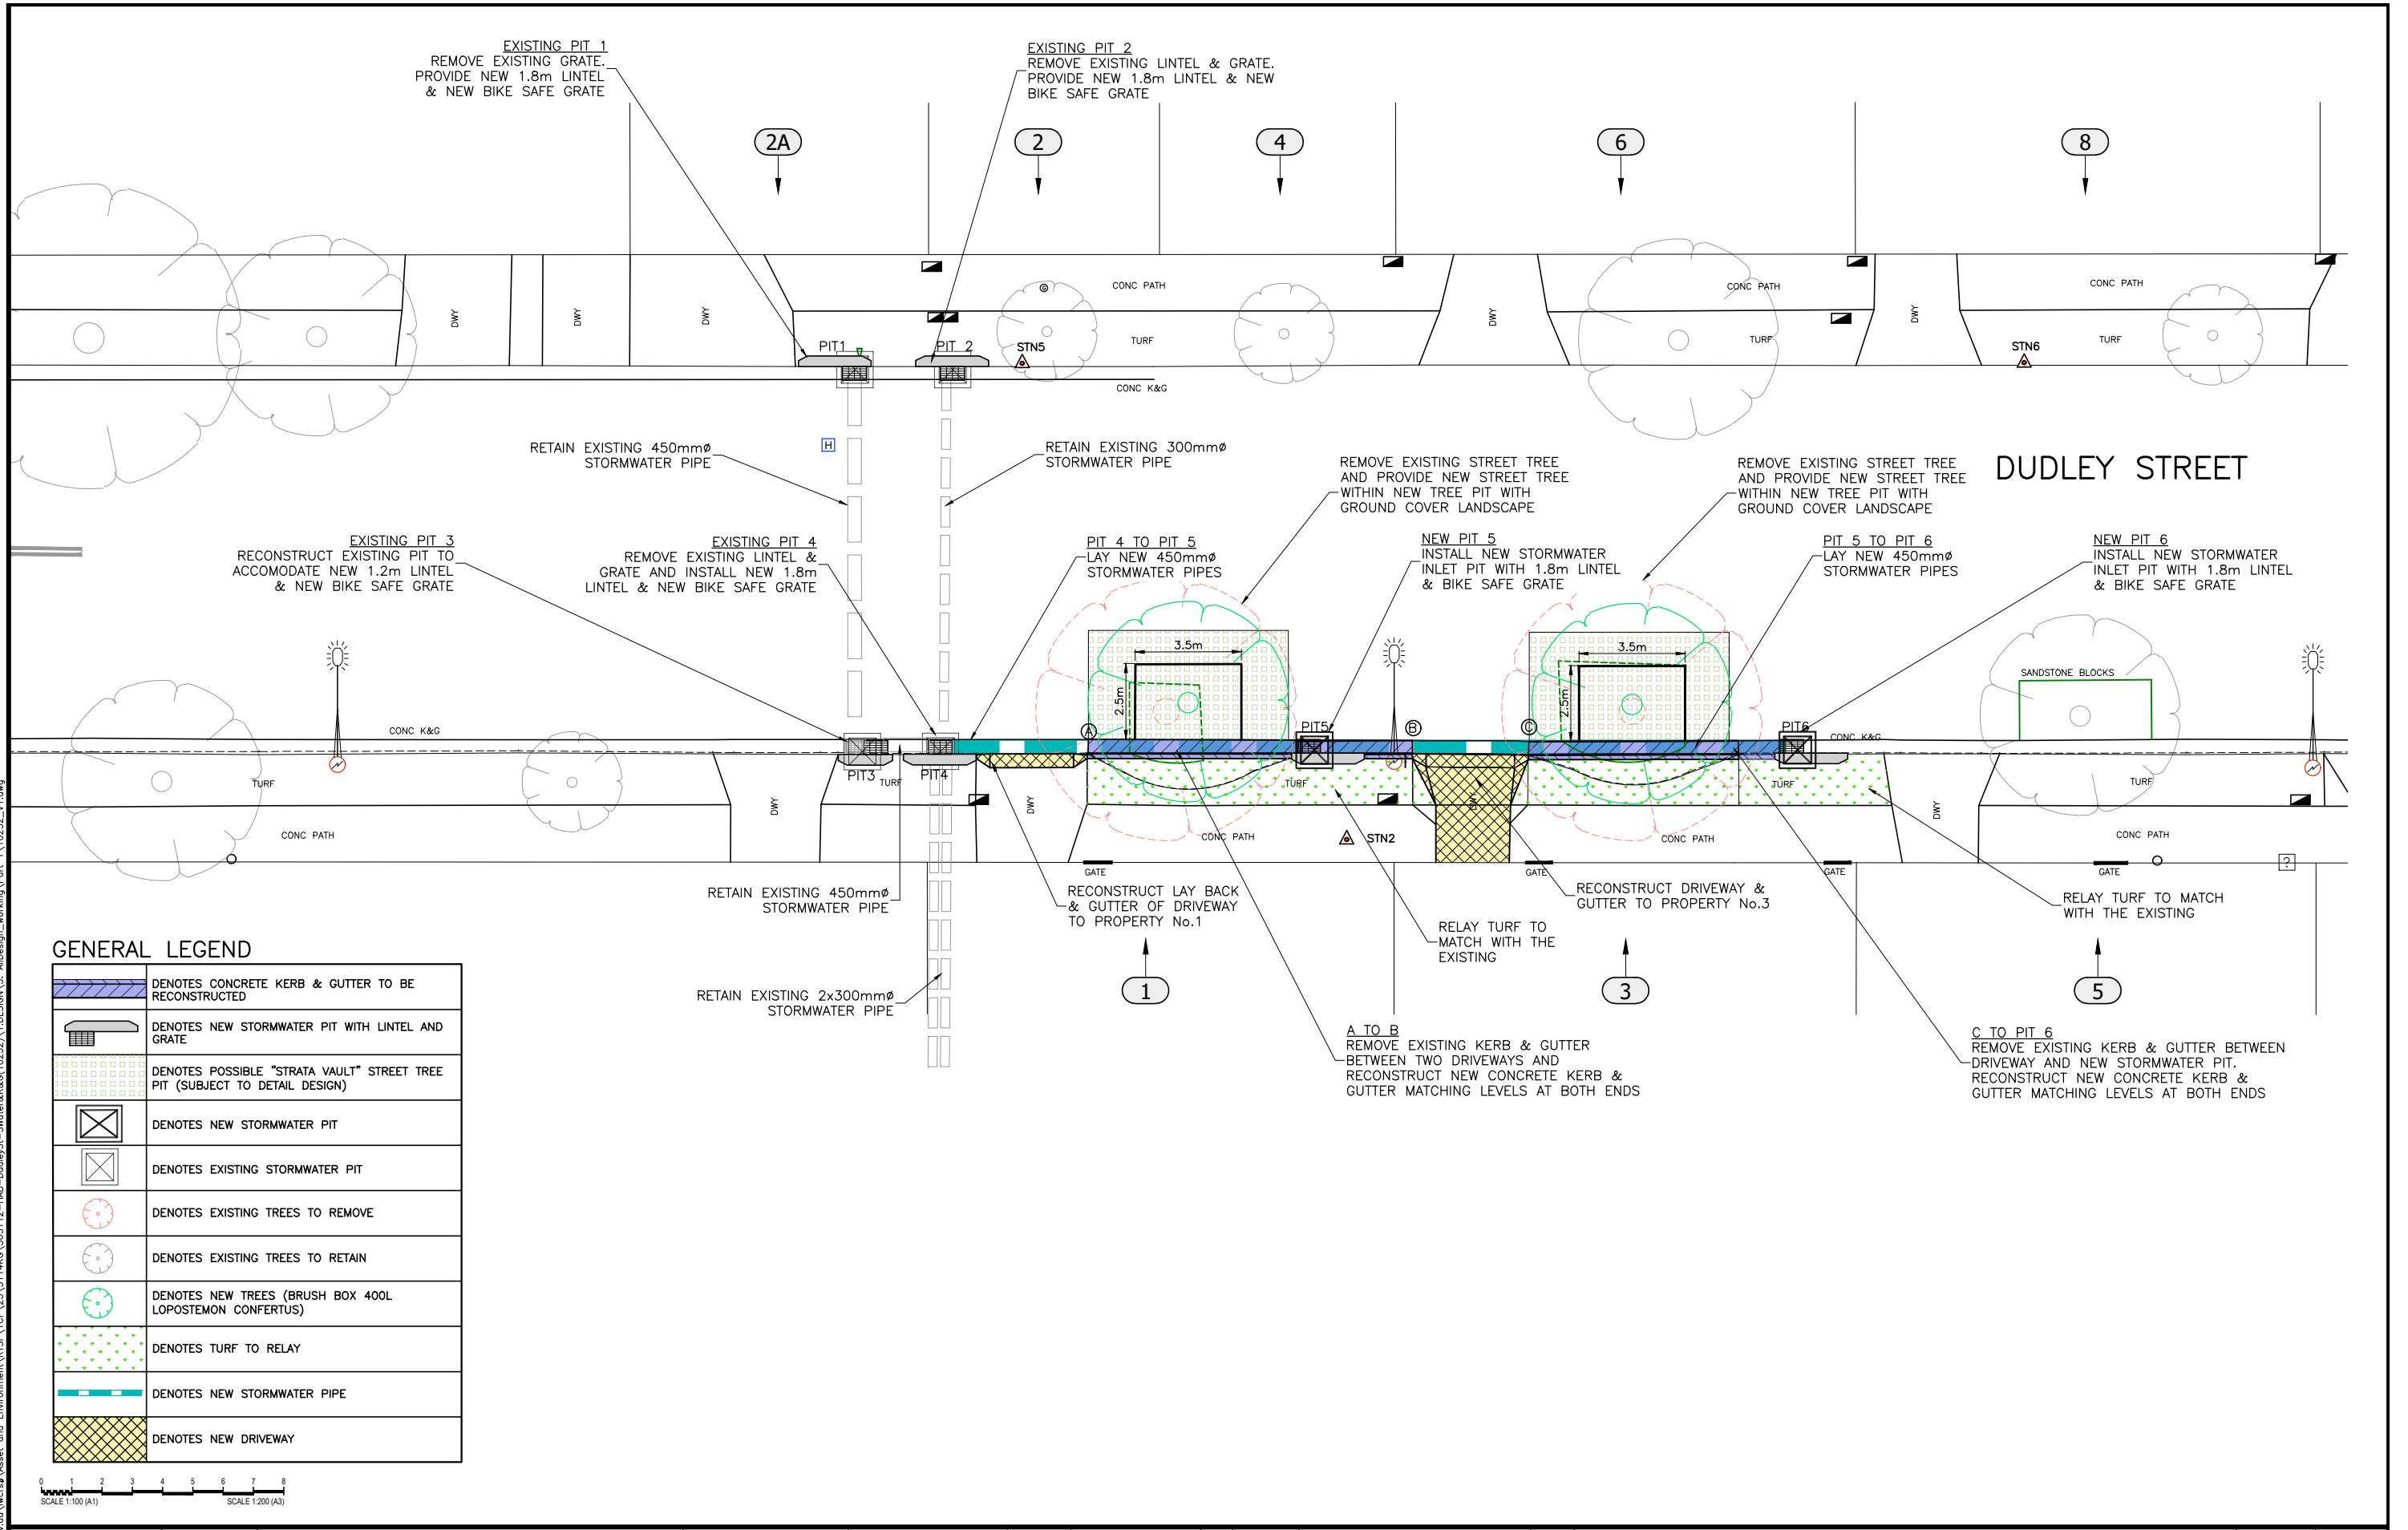 EXISTING PIT 1
REMOVE EXISTING GRATE.
PROVIDE NEW 1.8m LINTEL
& NEW BIKE SAFE GRATE
EXISTING PIT 2
REMOVE EXISTING LINTEL & GRATE.
PROVIDE NEW 1.8m LINTEL & NEW
BIKE SAFE GRATE
2A
2
4
6
8
DWY
DWY
DWY
CONC PATH
TURF
DWY
CONC PATH
TURF
DWY
CONC PATH
TURF
PIT1
PIT 2
STN5
STN6
G
CONC K&G
H
RETAIN EXISTING 450mmø
STORMWATER PIPE
RETAIN EXISTING 300mmø
STORMWATER PIPE
REMOVE EXISTING STREET TREE
AND PROVIDE NEW STREET TREE
WITHIN NEW TREE PIT WITH
GROUND COVER LANDSCAPE
REMOVE EXISTING STREET TREE
AND PROVIDE NEW STREET TREE
WITHIN NEW TREE PIT WITH
GROUND COVER LANDSCAPE
DUDLEY STREET
EXISTING PIT 3
RECONSTRUCT EXISTING PIT TO
ACCOMODATE NEW 1.2m LINTEL
& NEW BIKE SAFE GRATE
EXISTING PIT 4
REMOVE EXISTING LINTEL &
GRATE AND INSTALL NEW 1.8m
LINTEL & NEW BIKE SAFE GRATE
PIT 4 TO PIT 5
LAY NEW 450mmø
STORMWATER PIPES
NEW PIT 5
INSTALL NEW STORMWATER
INLET PIT WITH 1.8m LINTEL
& BIKE SAFE GRATE
PIT 5 TO PIT 6
LAY NEW 450mmø
STORMWATER PIPES
NEW PIT 6
INSTALL NEW STORMWATER
INLET PIT WITH 1.8m LINTEL
& BIKE SAFE GRATE
3.5m
2.5m
3.5m
2.5m
SANDSTONE BLOCKS
CONC K&G
A
PIT5
B
C
PIT6
CONC K&G
PIT3
PIT4
TURF
TURF
TURF
TURF
TURF
DWY
DWY
DWY
DWY
CONC PATH
CONC PATH
STN2
CONC PATH
CONC PATH
?
GATE
GATE
GATE
GATE
RETAIN EXISTING 450mmø
STORMWATER PIPE
RECONSTRUCT LAY BACK
& GUTTER OF DRIVEWAY
TO PROPERTY No.1
RECONSTRUCT DRIVEWAY &
GUTTER TO PROPERTY No.3
RELAY TURF TO MATCH
WITH THE EXISTING
RELAY TURF TO
MATCH WITH THE
EXISTING
RETAIN EXISTING 2x300mmø
STORMWATER PIPE
1
3
5
A TO B
REMOVE EXISTING KERB & GUTTER
BETWEEN TWO DRIVEWAYS AND
RECONSTRUCT NEW CONCRETE KERB &
GUTTER MATCHING LEVELS AT BOTH ENDS
C TO PIT 6
REMOVE EXISTING KERB & GUTTER BETWEEN
DRIVEWAY AND NEW STORMWATER PIT.
RECONSTRUCT NEW CONCRETE KERB &
GUTTER MATCHING LEVELS AT BOTH ENDS
GENERAL LEGEND
DENOTES CONCRETE KERB & GUTTER TO BE
RECONSTRUCTED
DENOTES NEW STORMWATER PIT WITH LINTEL AND
GRATE
DENOTES POSSIBLE "STRATA VAULT" STREET TREE
PIT (SUBJECT TO DETAIL DESIGN)
DENOTES NEW STORMWATER PIT
DENOTES EXISTING STORMWATER PIT
DENOTES EXISTING TREES TO REMOVE
DENOTES EXISTING TREES TO RETAIN
DENOTES NEW TREES (BRUSH BOX 400L
LOPOSTEMON CONFERTUS)
DENOTES TURF TO RELAY
DENOTES NEW STORMWATER PIPE
DENOTES NEW DRIVEWAY
0 1 2 3 4 5 6 7 8
SCALE 1:100 (A1) SCALE 1:200 (A3)